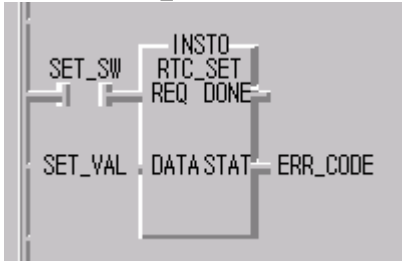 INST0
SET_SW RTC_SET
REQ DONE
SET_VAL DATA STAT ERR_CODE